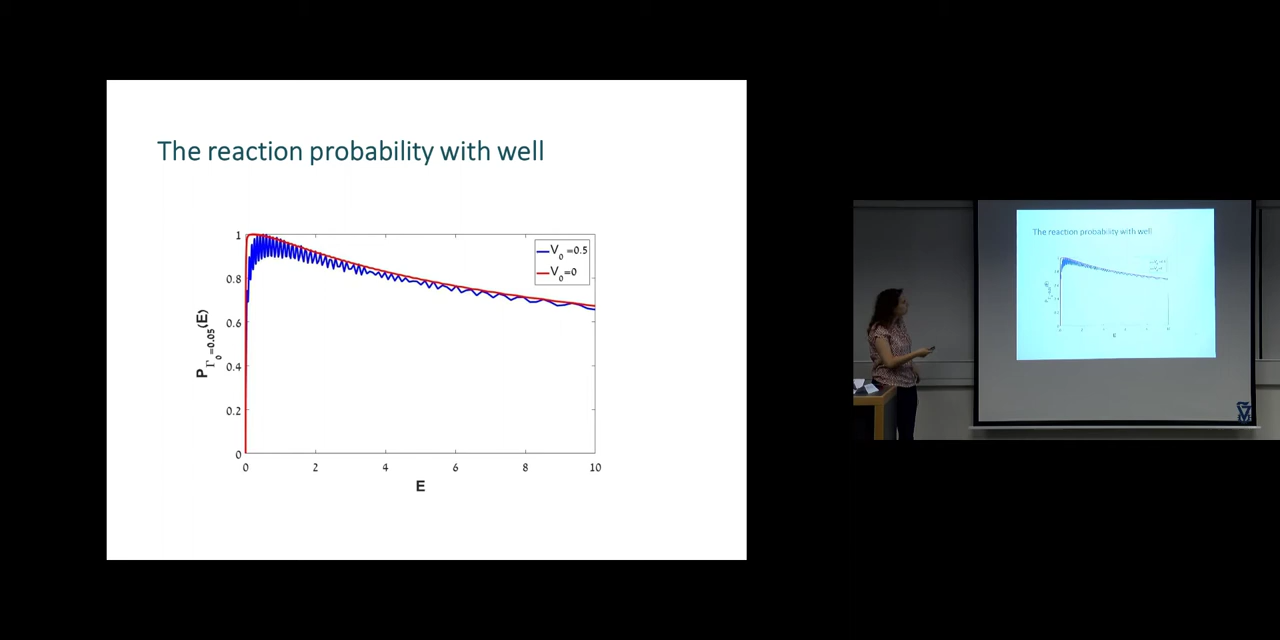 The reaction probability with well
1
0.8
0.6
0.4
0.2
0
P Γ0=0.05(E)
V0=0.5
V0=0
0 2 4 6 8 10
E
The reaction probability with well
E